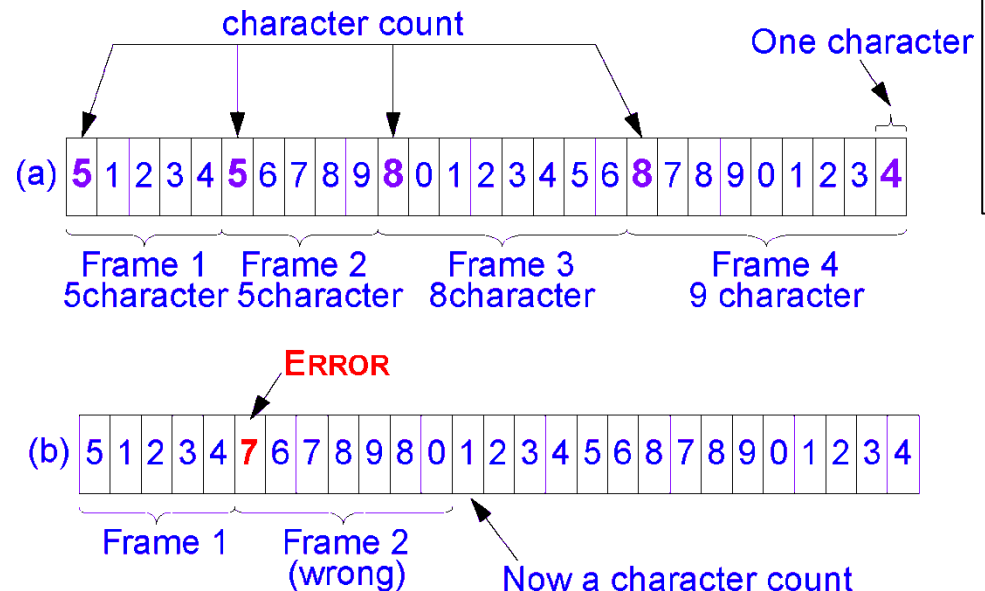 character count
One character
(a) 5 1 2 3 4 5 6 7 8 9 8 0 1 2 3 4 5 6 8 7 8 9 0 1 2 3 4
Frame 1 Frame 2 Frame 3 Frame 4
5character 5character 8character 9 character
ERROR
(b) 5 1 2 3 4 7 6 7 8 9 8 0 1 2 3 4 5 6 8 7 8 9 0 1 2 3 4
Frame 1 Frame 2
(wrong)
Now a character count